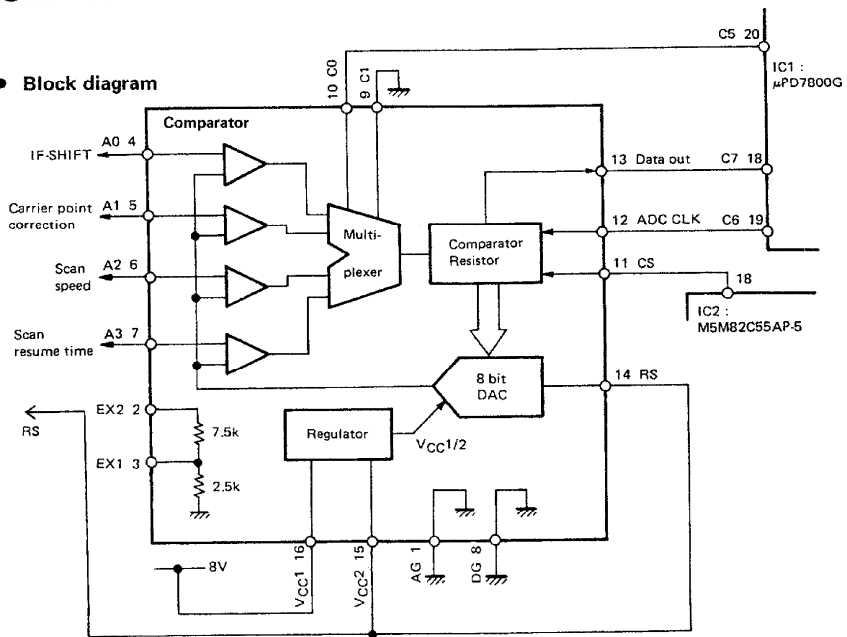 • Block diagram
C5 20
IC1 :
µPD7800G
10 C0
9 C1
Comparator
IF-SHIFT A0 4
Carrier point
correction
A1 5
Scan
speed
A2 6
Scan
resume time
A3 7
Multi-
plexer
Comparator
Resistor
13 Data out C7 18
12 ADC CLK C6 19
11 CS
18
IC2 :
M5M82C55AP-5
8 bit
DAC
14 RS
RS
EX2 2
7.5k
EX1 3
2.5k
Regulator
VCC1/2
8V
VCC1 16
VCC2 15
AG 1
DG 8